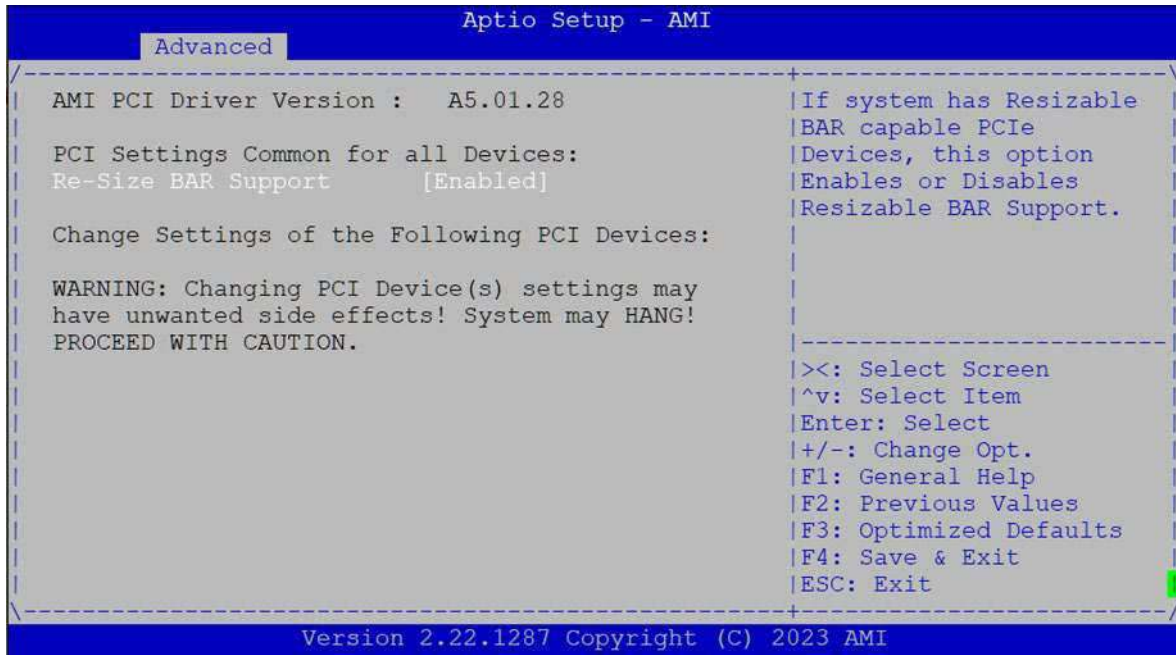 Aptio Setup - AMI
Advanced
AMI PCI Driver Version : A5.01.28
PCI Settings Common for all Devices:
Re-Size BAR Support [Enabled]
Change Settings of the Following PCI Devices:
WARNING: Changing PCI Device(s) settings may
have unwanted side effects! System may HANG!
PROCEED WITH CAUTION.
If system has Resizable
BAR capable PCIe
Devices, this option
Enables or Disables
Resizable BAR Support.
><: Select Screen
^v: Select Item
Enter: Select
+/-: Change Opt.
F1: General Help
F2: Previous Values
F3: Optimized Defaults
F4: Save & Exit
ESC: Exit
Version 2.22.1287 Copyright (C) 2023 AMI